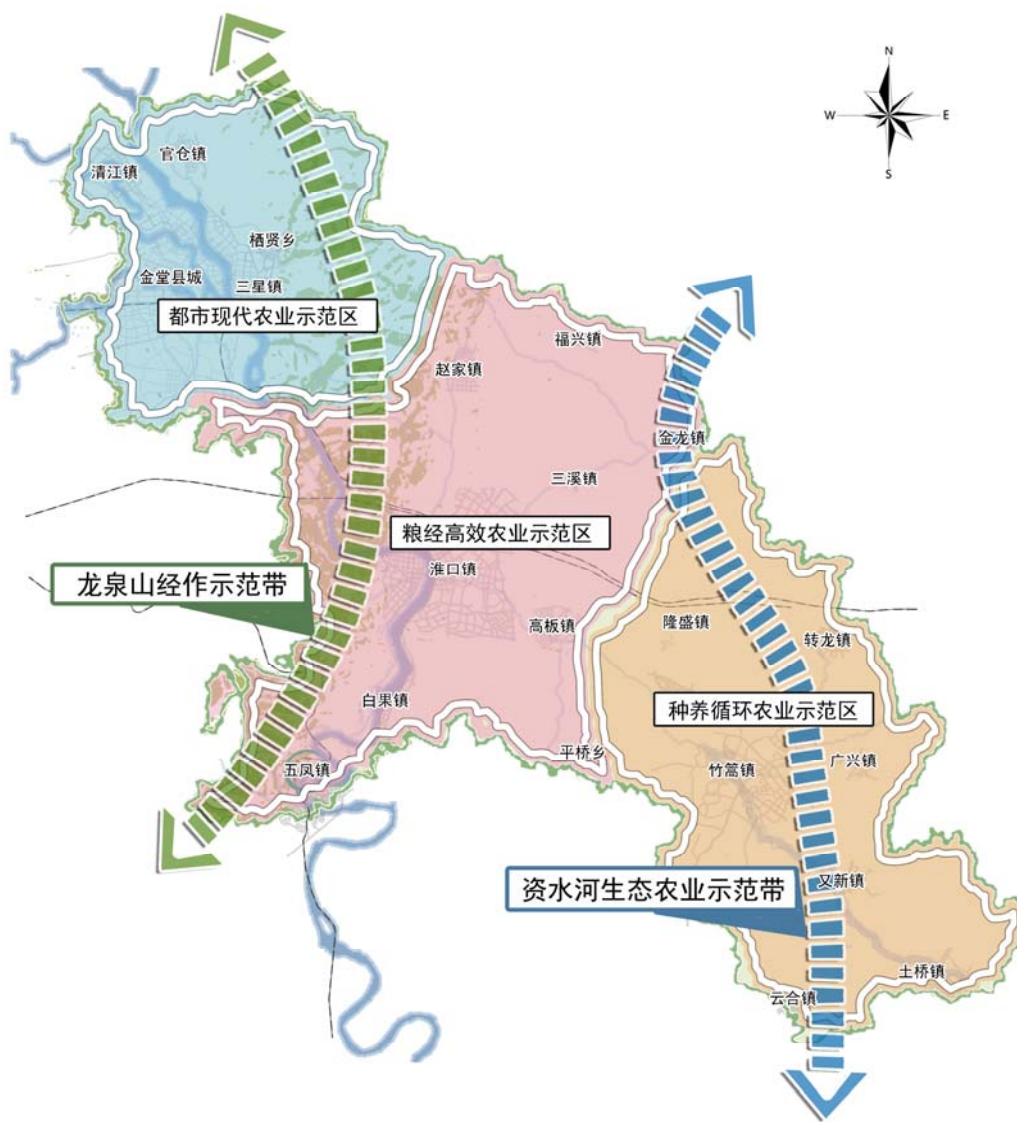 N
W
E
S
官仓镇
清江镇
栖贤乡
金堂县城
三星镇
都市现代农业示范区
福兴镇
赵家镇
金龙镇
三溪镇
粮经高效农业示范区
淮口镇
龙泉山经作示范带
高板镇
隆盛镇
转龙镇
白果镇
种养循环农业示范区
平桥乡
广兴镇
五凤镇
竹篙镇
又新镇
资水河生态农业示范带
土桥镇
云合镇